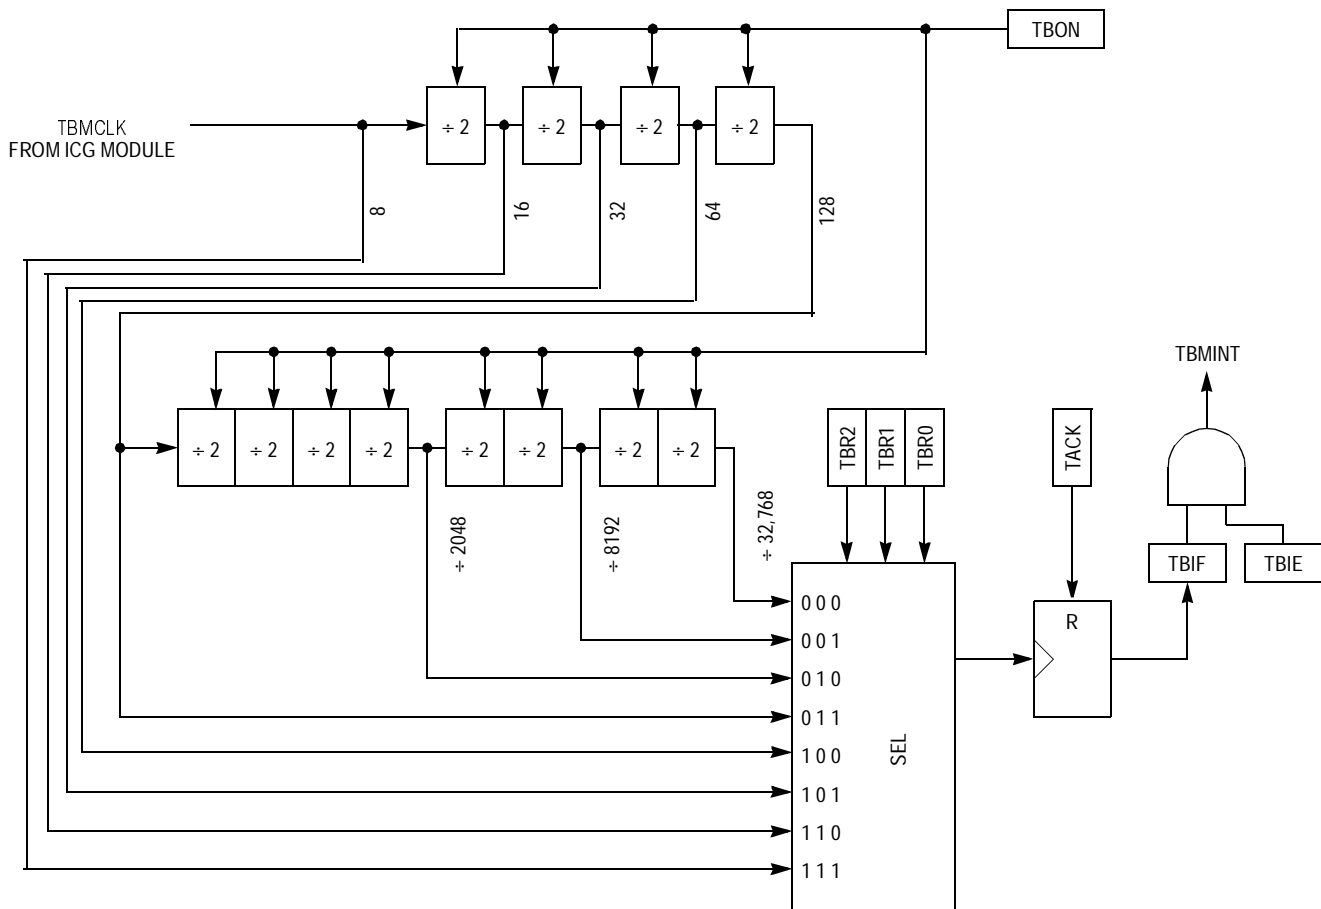 TBON
TBMCLK
FROM ICG MODULE
÷ 2
÷ 2
÷ 2
÷ 2
8
16
32
64
128
TBMINT
÷ 2
÷ 2
÷ 2
÷ 2
÷ 2
÷ 2
÷ 2
÷ 2
TBR2
TBR1
TBR0
TACK
÷ 2048
÷ 8192
÷ 32,768
TBIF
TBIE
0 0 0
0 0 1
0 1 0
0 1 1
1 0 0
1 0 1
1 1 0
1 1 1
SEL
R